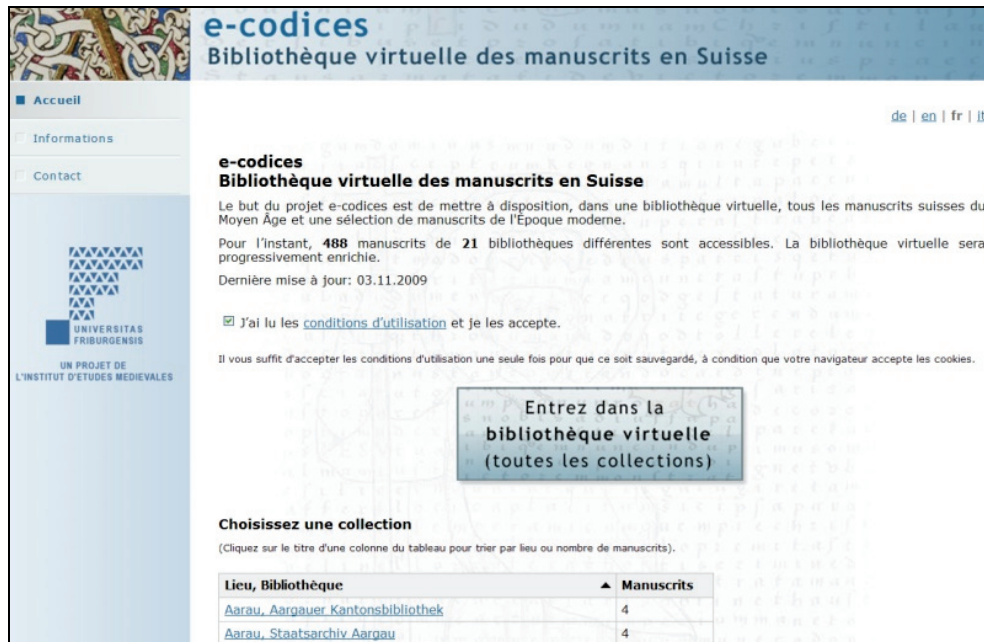 e-codices
Bibliothèque virtuelle des manuscrits en Suisse
Accueil
Informations
Contact
UNIVERSITAS
FRIBURGENSIS
UN PROJET DE
L'INSTITUT D'ETUDES MEDIEVALES
de | en | fr | it
e-codices
Bibliothèque virtuelle des manuscrits en Suisse
Le but du projet e-codices est de mettre à disposition, dans une bibliothèque virtuelle, tous les manuscrits suisses du
Moyen Âge et une sélection de manuscrits de l'Époque moderne.
Pour l'instant, 488 manuscrits de 21 bibliothèques différentes sont accessibles. La bibliothèque virtuelle sera
progressivement enrichie.
Dernière mise à jour: 03.11.2009
J'ai lu les conditions d'utilisation et je les accepte.
Il vous suffit d'accepter les conditions d'utilisation une seule fois pour que ce soit sauvegardé, à condition que votre navigateur accepte les cookies.
Entrez dans la
bibliothèque virtuelle
(toutes les collections)
Choisissez une collection
(Cliquez sur le titre d'une colonne du tableau pour trier par lieu ou nombre de manuscrits).
Lieu, Bibliothèque Manuscrits
Aarau, Aargauer Kantonsbibliothek 4
Aarau, Staatsarchiv Aargau 4